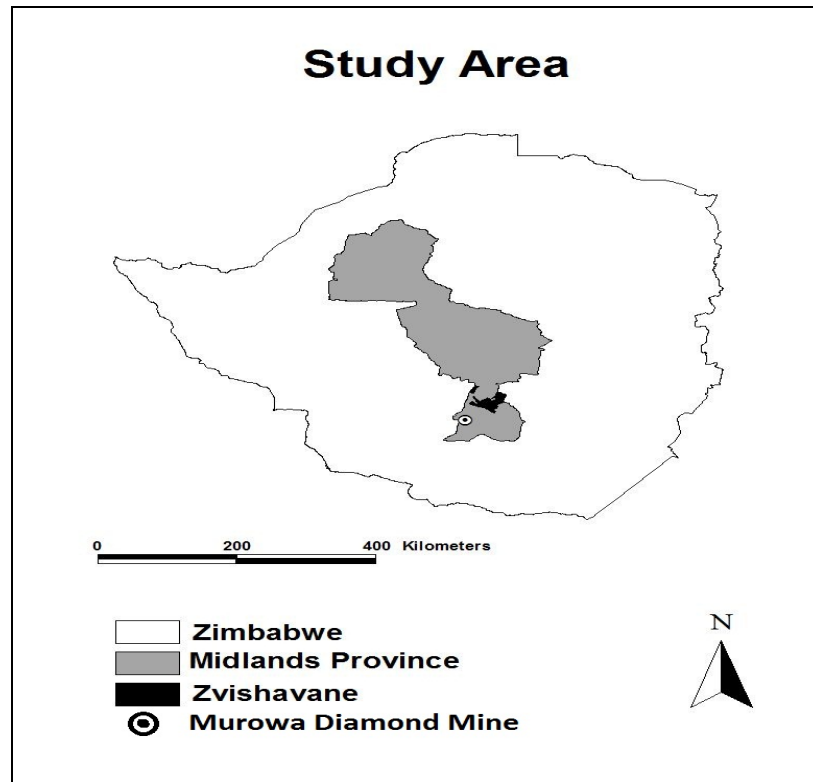 Study Area
0 200 400 Kilometers
Zimbabwe
Midlands Province
Zvishavane
Murowa Diamond Mine
N